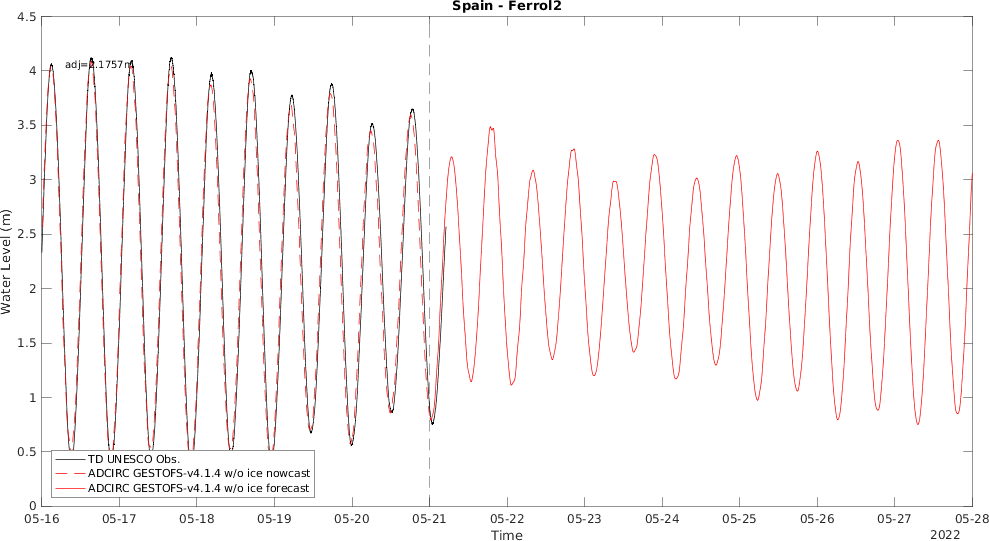 Spain - Ferrol2
4.5
4
3.5
3
2.5
2
1.5
1
0.5
0
Water Level (m)
adj=2.1757m
TD UNESCO Obs.
ADCIRC GESTOFS-v4.1.4 w/o ice nowcast
ADCIRC GESTOFS-v4.1.4 w/o ice forecast
05-16 05-17 05-18 05-19 05-20 05-21 05-22 05-23 05-24 05-25 05-26 05-27 05-28
Time
2022